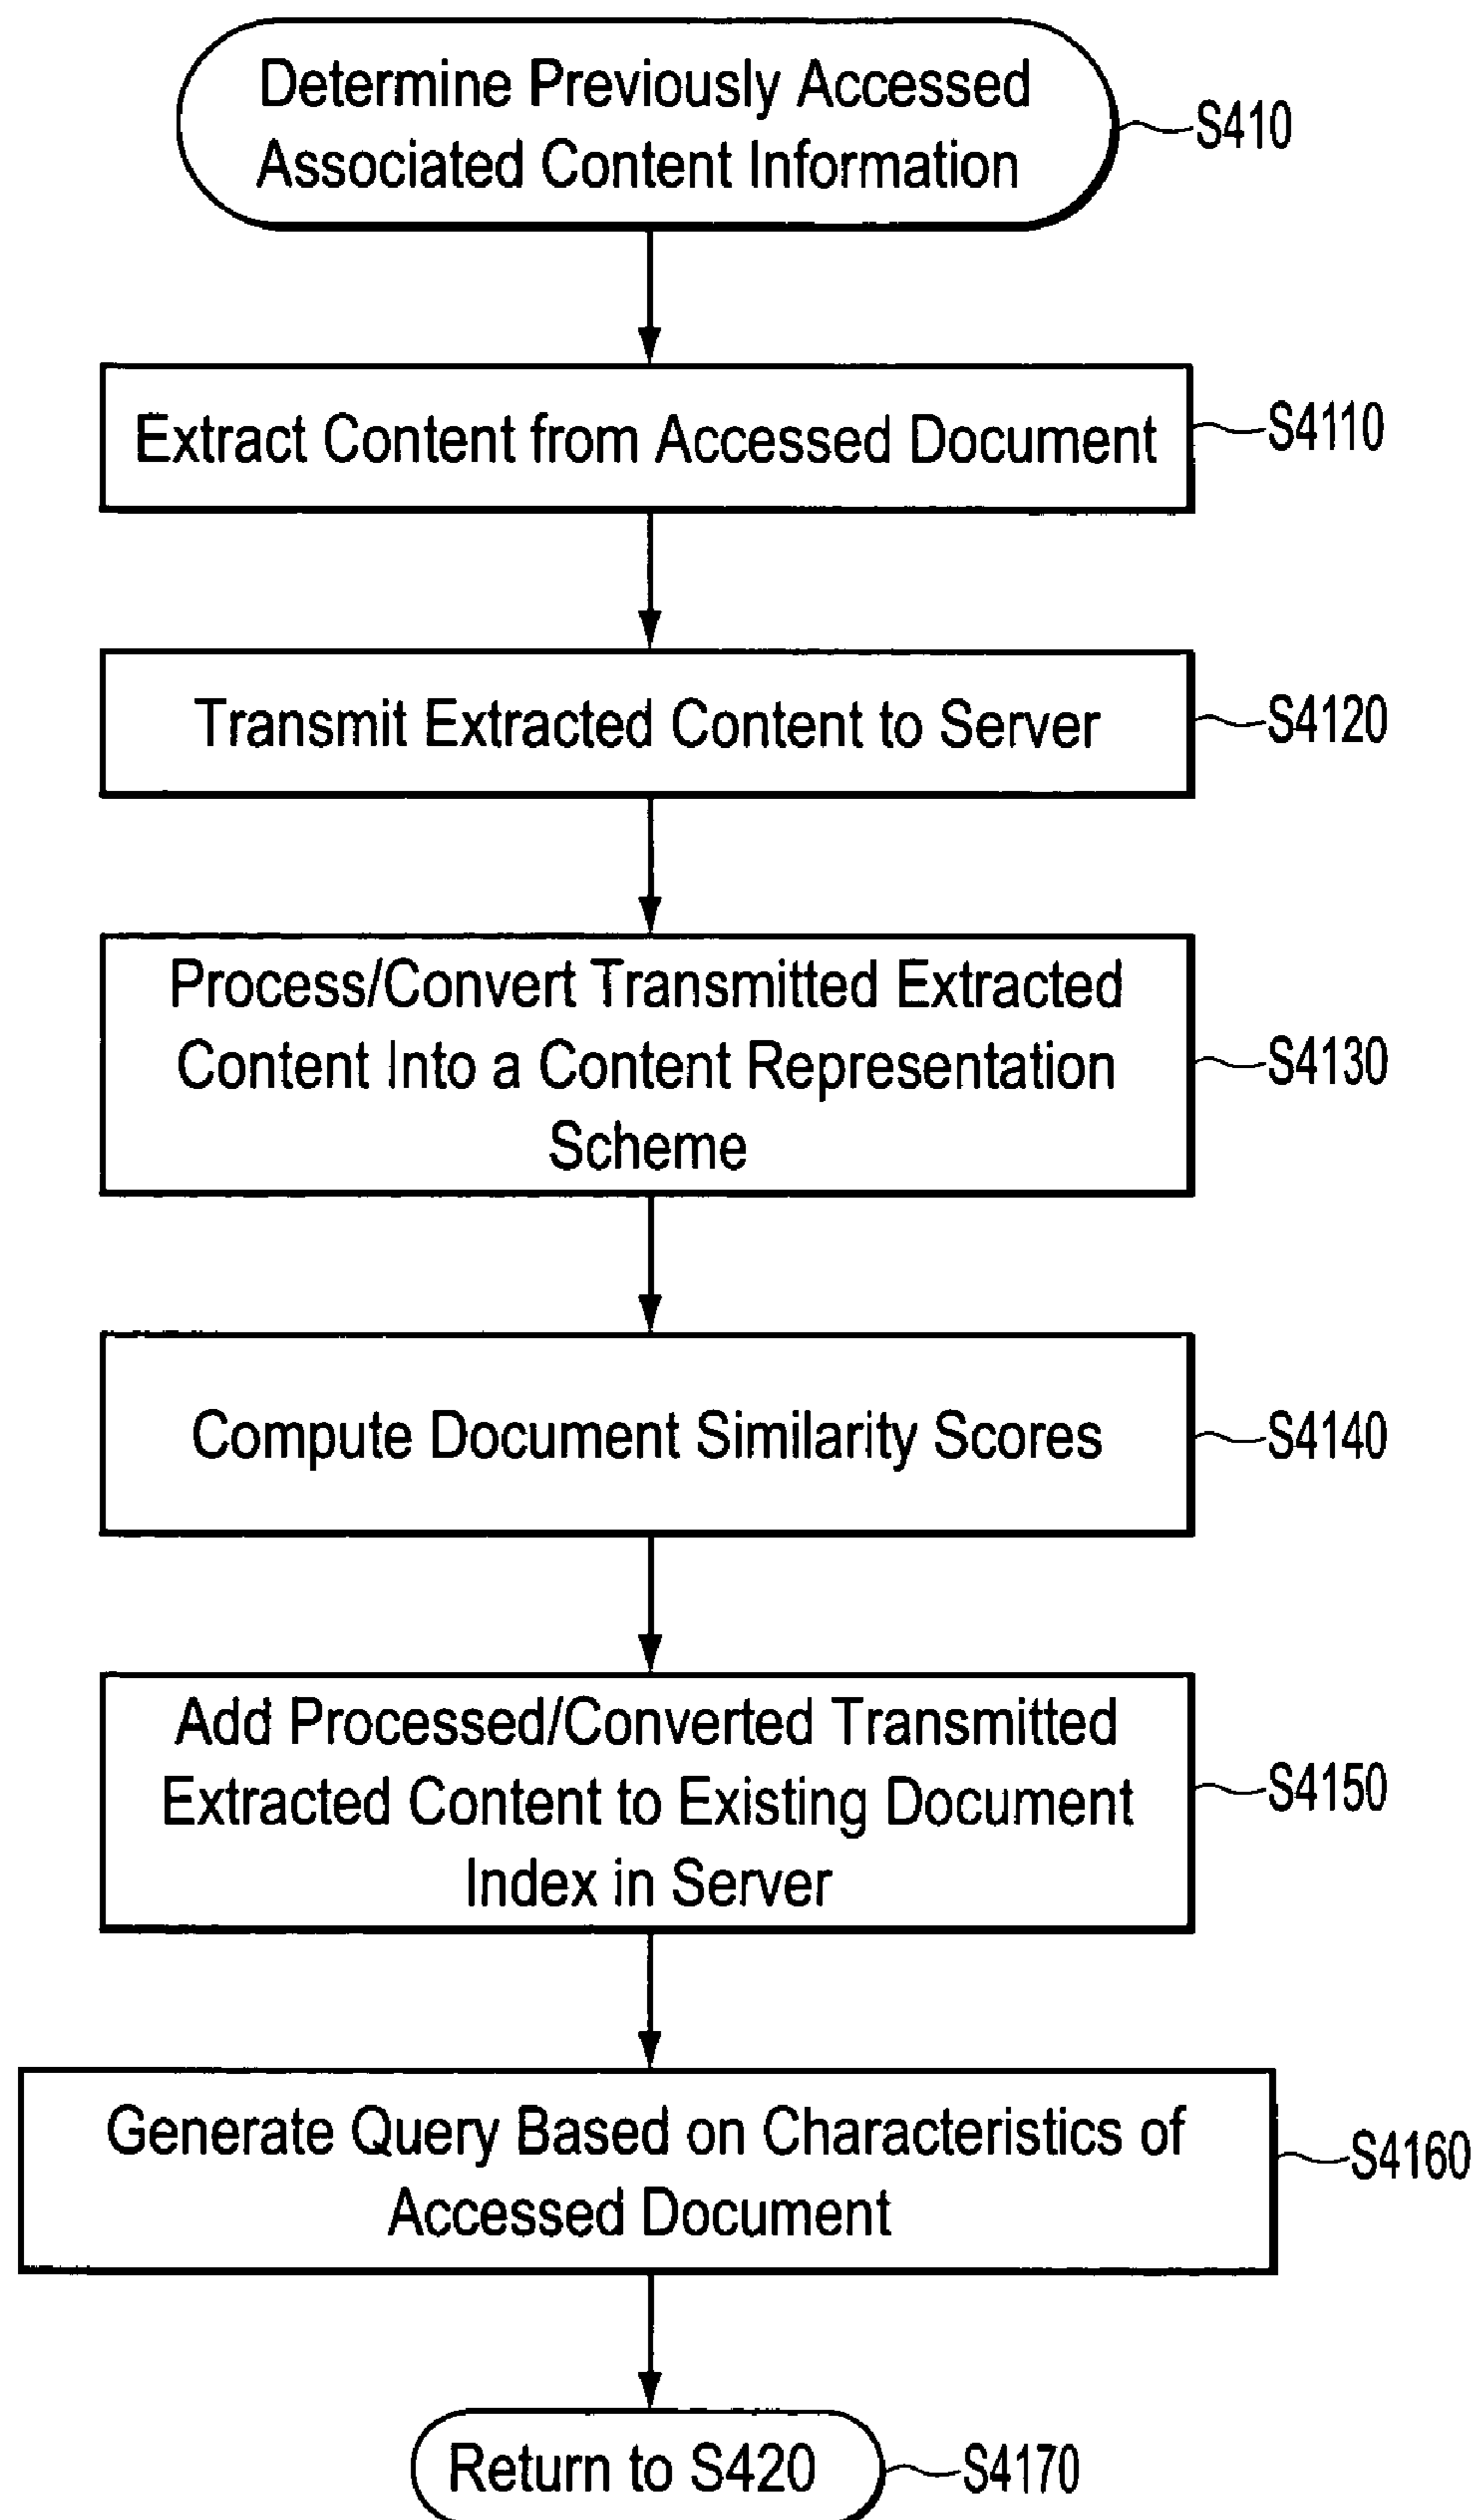 Determine Previously Accessed
Associated Content Information
S410
Extract Content from Accessed Document
S4110
Transmit Extracted Content to Server
S4120
Process/Convert Transmitted Extracted
Content Into a Content Representation
Scheme
S4130
Compute Document Similarity Scores
S4140
Add Processed/Converted Transmitted
Extracted Content to Existing Document
Index in Server
S4150
Generate Query Based on Characteristics of
Accessed Document
S4160
Return to S420
S4170